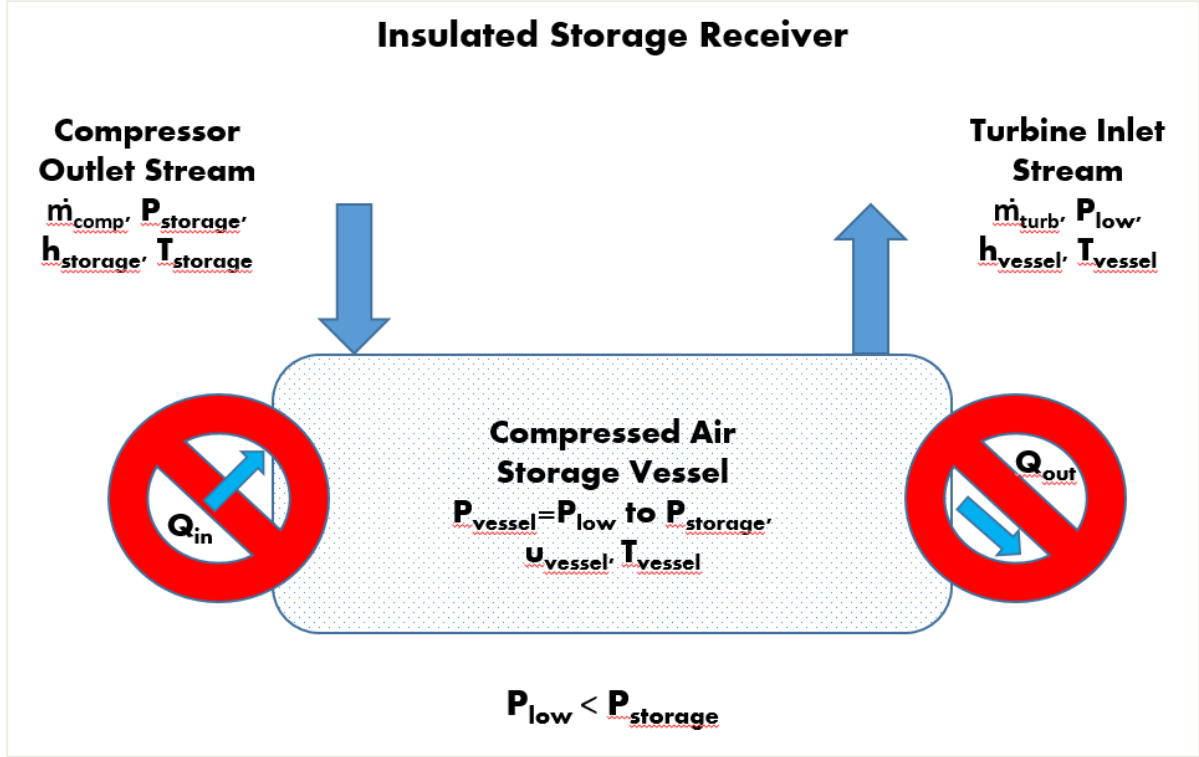 Insulated Storage Receiver
Compressor
Outlet Stream
ṁcomp, Pstorage,
hstorage, Tstorage
Turbine Inlet
Stream
ṁturb, Plow,
hvessel, Tvessel
Compressed Air
Storage Vessel
Pvessel=Plow to Pstorage,
uvessel, Tvessel
Qin
Qout
Plow < Pstorage